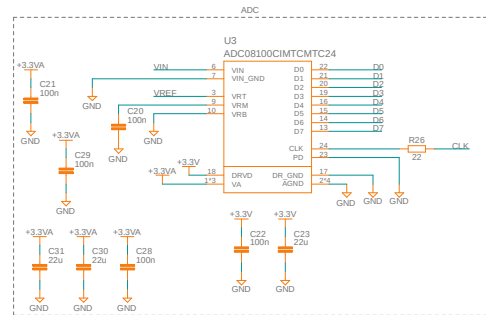 ADC
U3
ADC08100CIMTCMTC24
VIN 6 VIN D0 22 D0
7 VIN_GND D1 21 D1
D2 20 D2
VREF 3 VRT D3 19 D3
9 VRM D4 16 D4
10 VRB D5 15 D5
D6 14 D6
D7 13 D7
CLK 24 R26 22 CLK
PD 23
+3.3V 18 DRVD DR_GND 17
+3.3VA 1*3 VA AGND 2*4
GND GND GND
+3.3VA
C21
100n
GND
GND
C20
100n
GND
GND
+3.3VA
C29
100n
GND
+3.3V +3.3V
C22 C23
100n 22u
GND GND
+3.3VA +3.3VA +3.3VA
C31 C30 C28
22u 22u 100n
GND GND GND